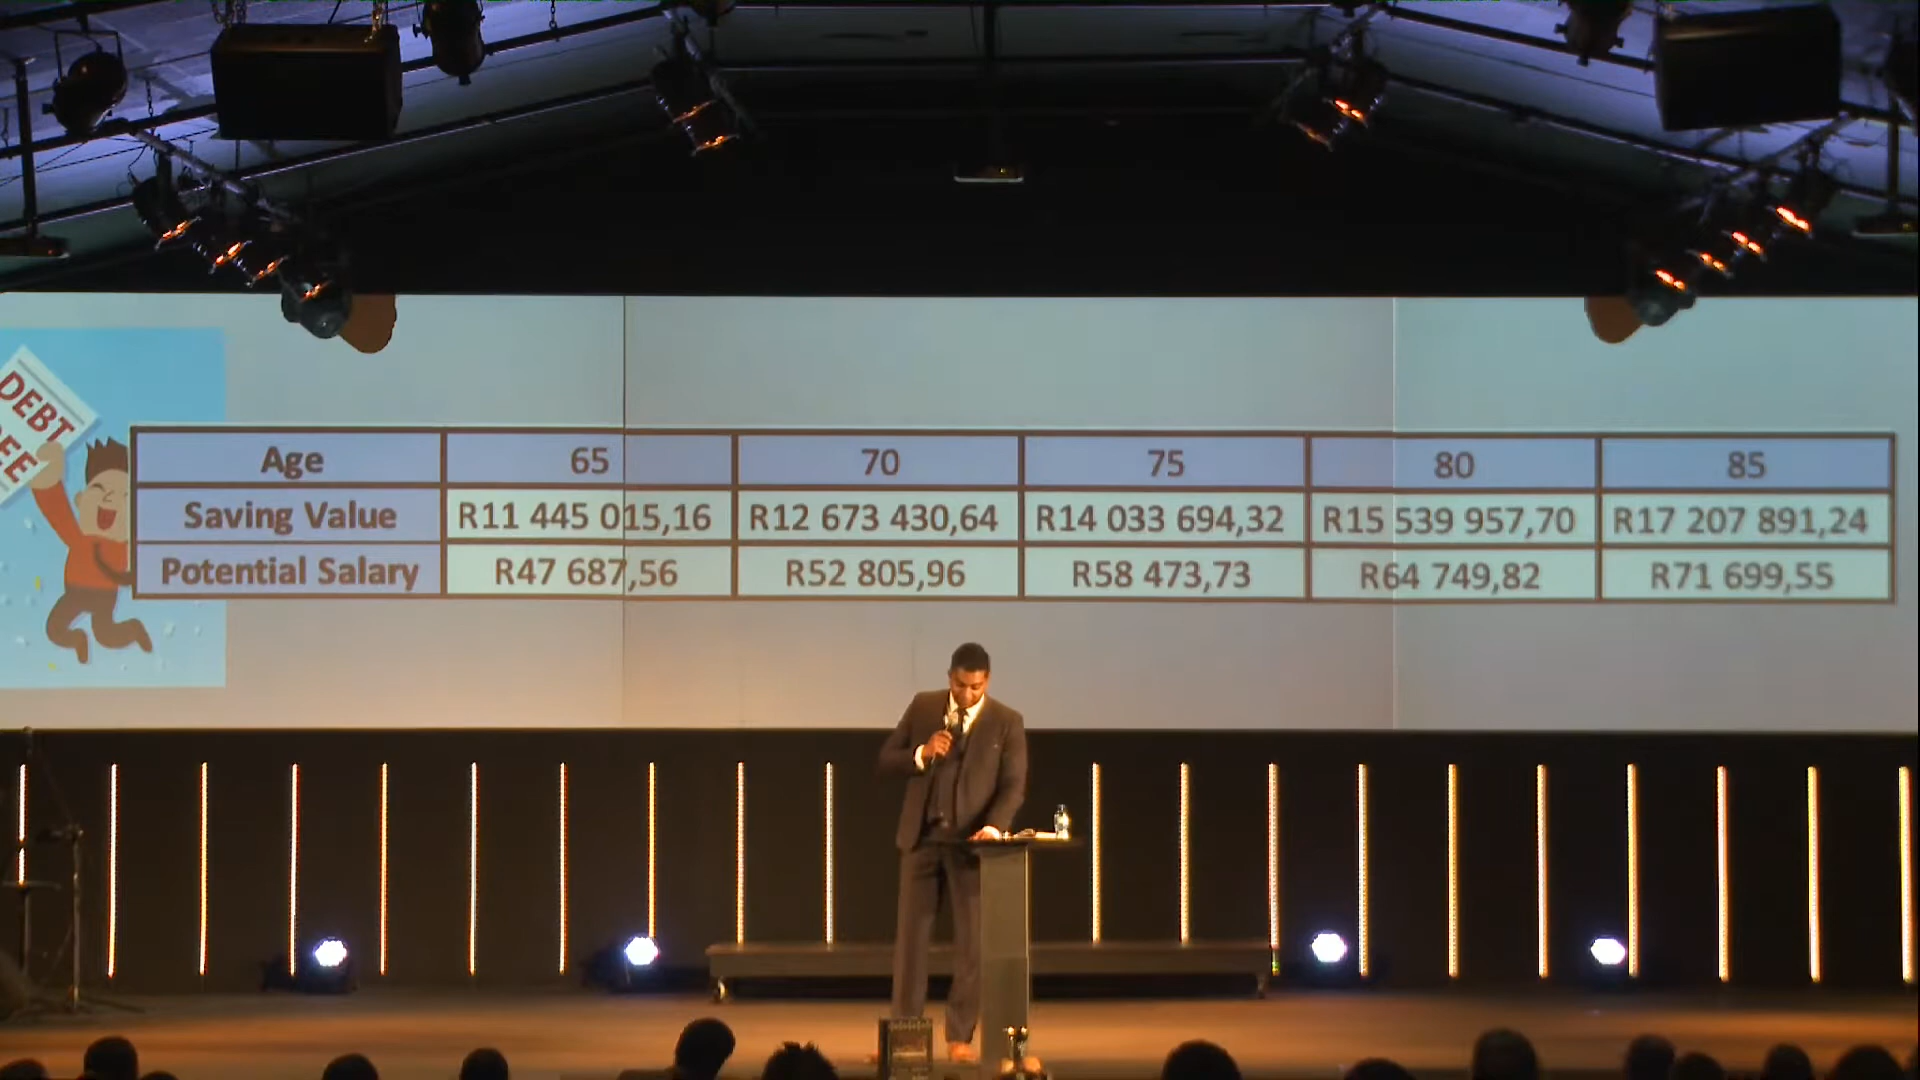 DEBT
FREE
Age 65 70 75 80 85
Saving Value R11 445 015,16 R12 673 430,64 R14 033 694,32 R15 539 957,70 R17 207 891,24
Potential Salary R47 687,56 R52 805,96 R58 473,73 R64 749,82 R71 699,55